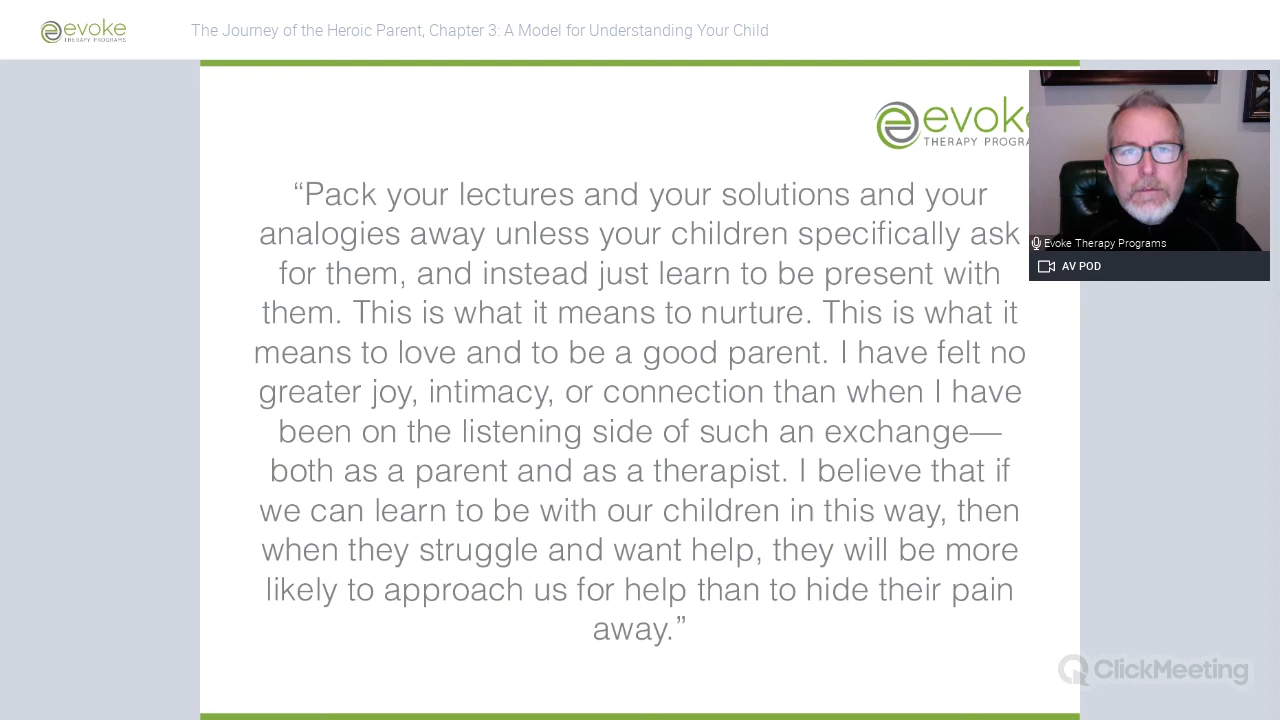 evoke
THERAPY PROGRAMS
The Journey of the Heroic Parent, Chapter 3: A Model for Understanding Your Child
evoke
THERAPY PROGRA
Evoke Therapy Programs
AV POD
“Pack your lectures and your solutions and your
analogies away unless your children specifically ask
for them, and instead just learn to be present with
them. This is what it means to nurture. This is what it
means to love and to be a good parent. I have felt no
greater joy, intimacy, or connection than when I have
been on the listening side of such an exchange—
both as a parent and as a therapist. I believe that if
we can learn to be with our children in this way, then
when they struggle and want help, they will be more
likely to approach us for help than to hide their pain
away.”
ClickMeeting